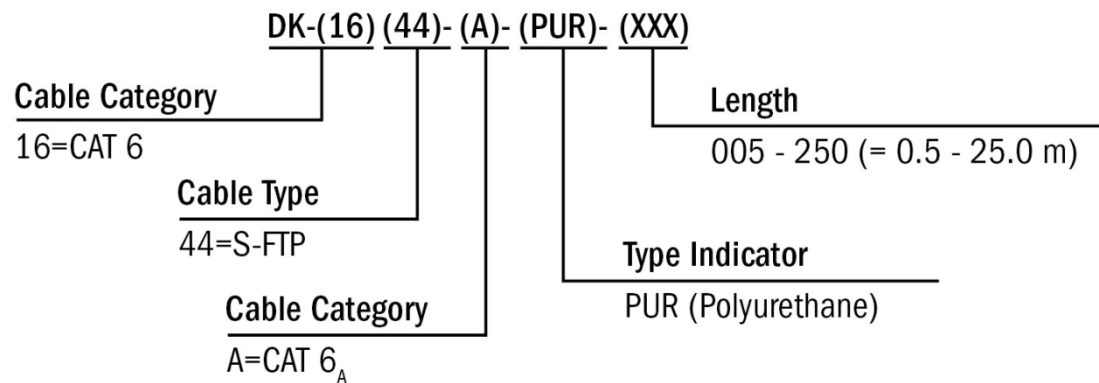 DK-(16) (44)- (A)- (PUR)- (XXX)
Cable Category
16=CAT 6
Length
005 - 250 (= 0.5 - 25.0 m)
Cable Type
44=S-FTP
Type Indicator
PUR (Polyurethane)
Cable Category
A=CAT 6A